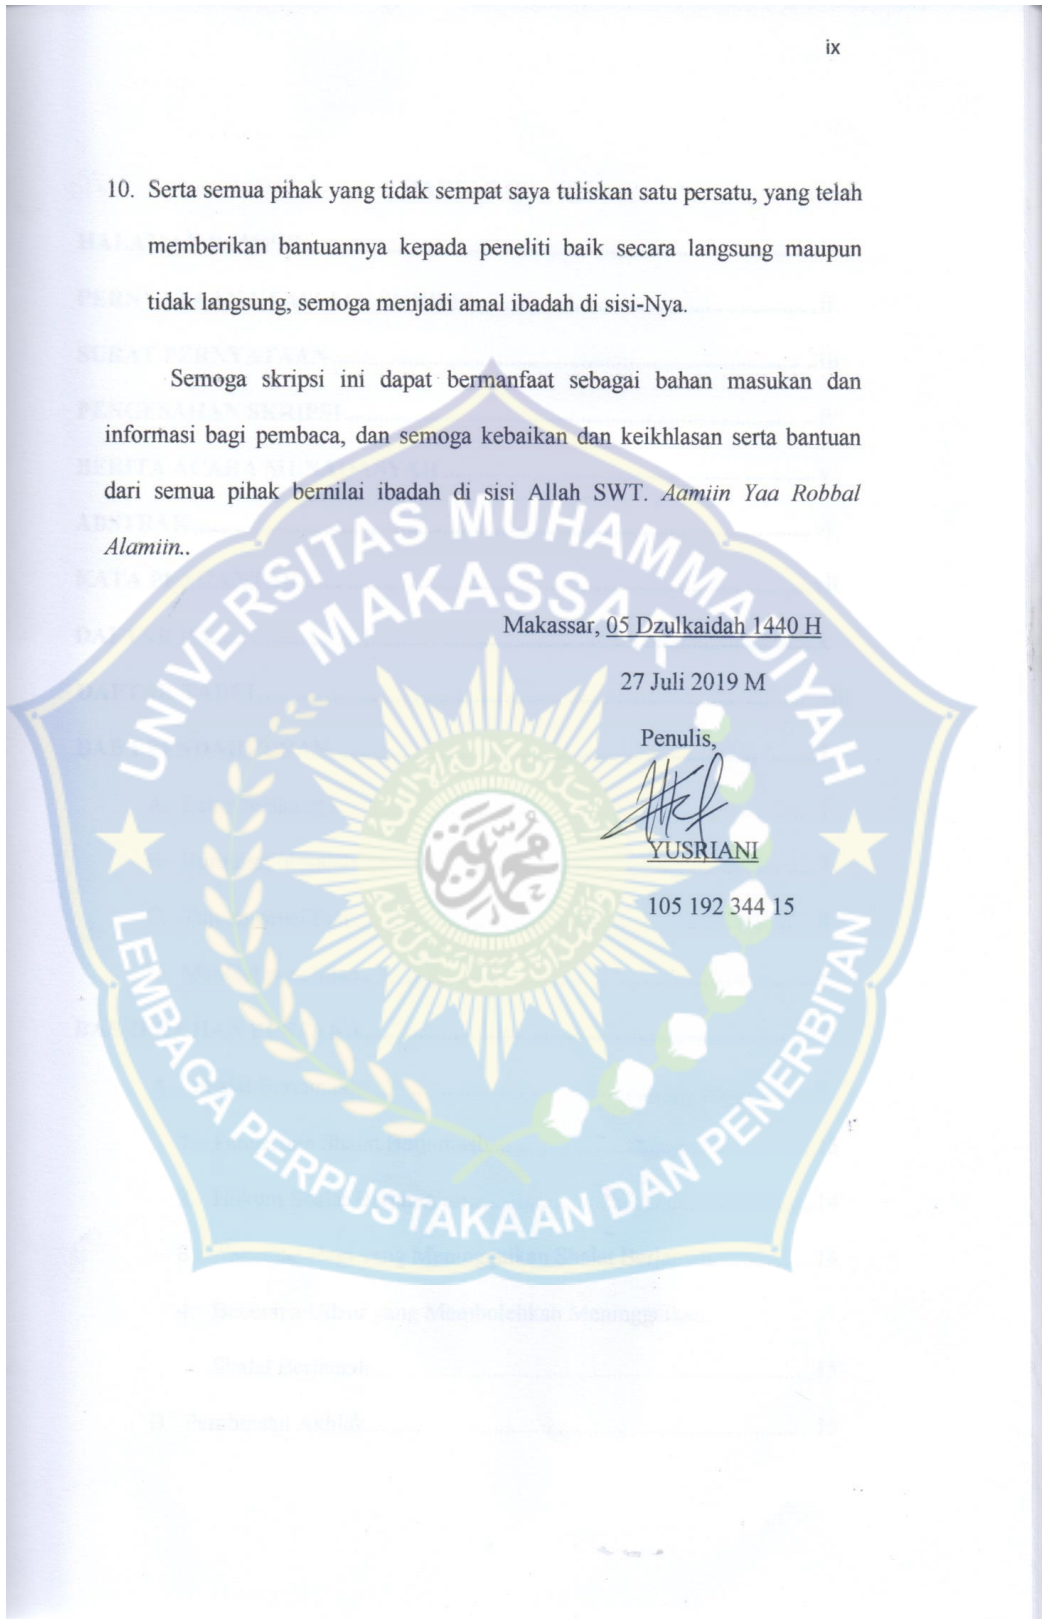 ix
10. Serta semua pihak yang tidak sempat saya tuliskan satu persatu, yang telah
memberikan bantuannya kepada peneliti baik secara langsung maupun
tidak langsung, semoga menjadi amal ibadah di sisi-Nya.
Semoga skripsi ini dapat bermanfaat sebagai bahan masukan dan
informasi bagi pembaca, dan semoga kebaikan dan keikhlasan serta bantuan
dari semua pihak bernilai ibadah di sisi Allah SWT. Aamiin Yaa Robbal
Alamiin..
UNIVERSITAS MUHAMMADIYAH
MAKASSAR
Makassar, 05 Dzulkaidah 1440 H
27 Juli 2019 M
Penulis,
YUSRIANI
105 192 344 15
LEMBAGA PERPUSTAKAAN DAN PENERBITAN